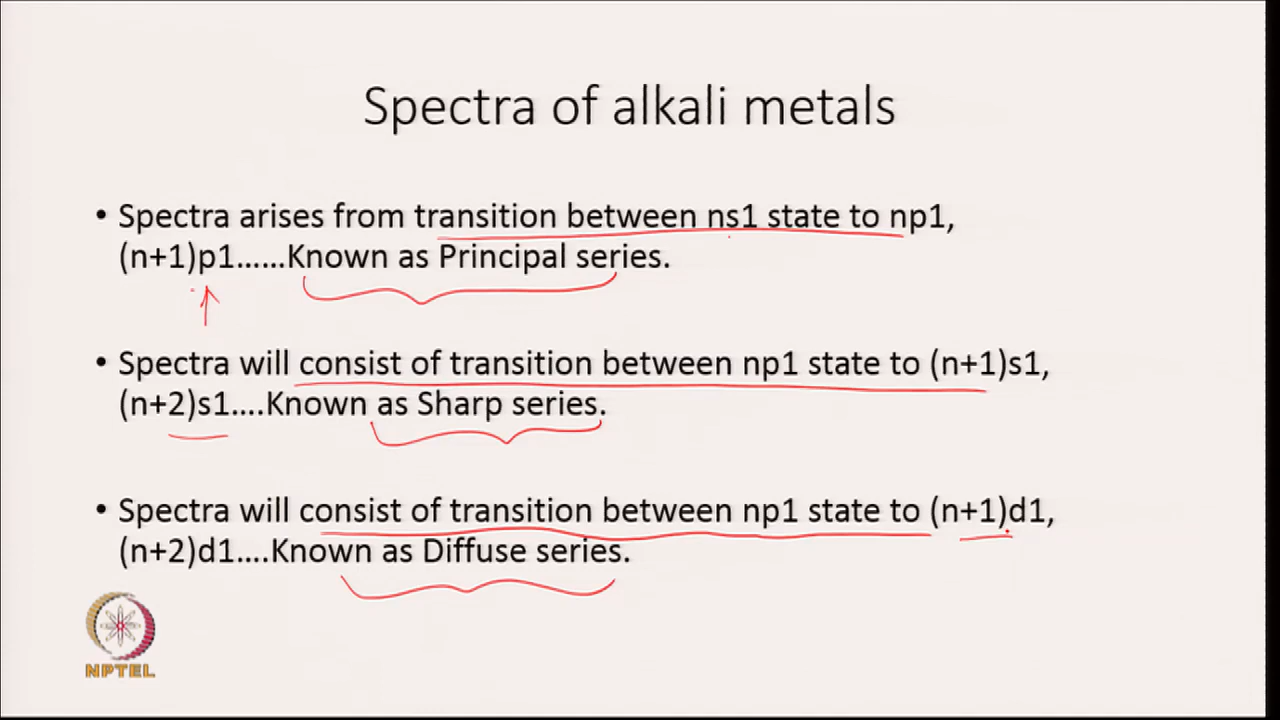 Spectra of alkali metals
• Spectra arises from transition between ns1 state to np1,
(n+1)p1......Known as Principal series.
• Spectra will consist of transition between np1 state to (n+1)s1,
(n+2)s1....Known as Sharp series.
• Spectra will consist of transition between np1 state to (n+1)d1,
(n+2)d1....Known as Diffuse series.
NPTEL